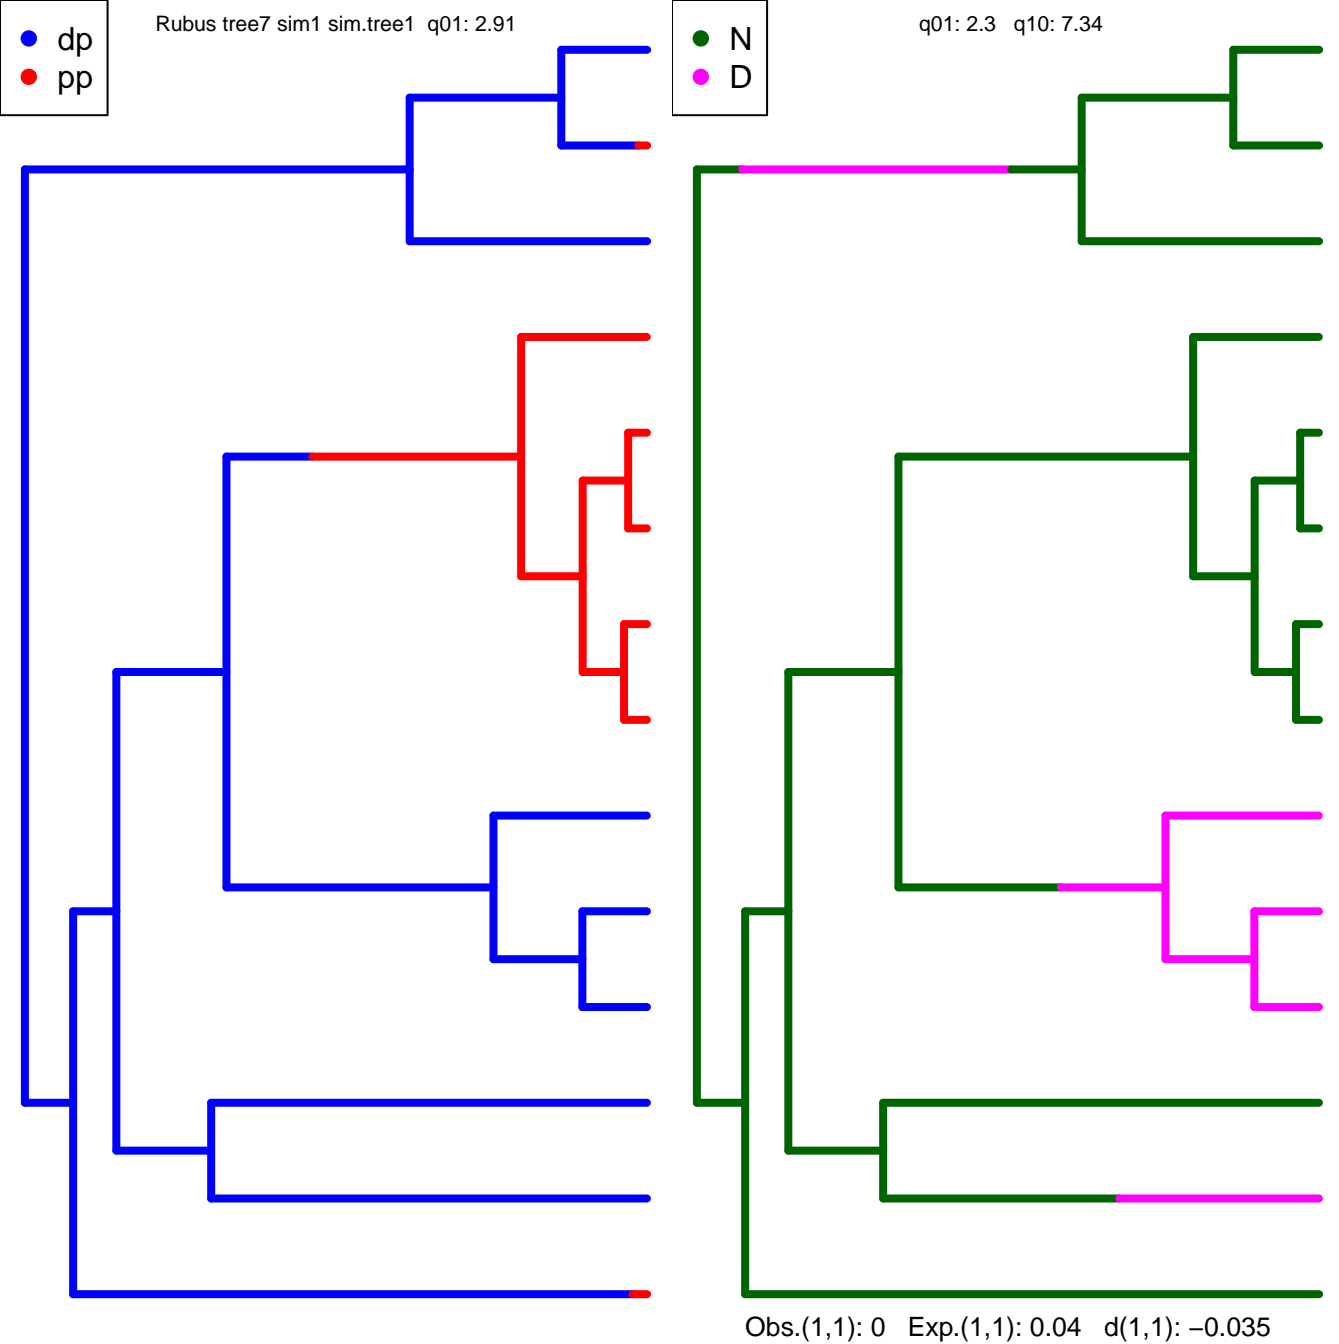 dp
pp
Rubus tree7 sim1 sim.tree1 q01: 2.91
N
D
q01: 2.3 q10: 7.34
Obs.(1,1): 0 Exp.(1,1): 0.04 d(1,1): −0.035